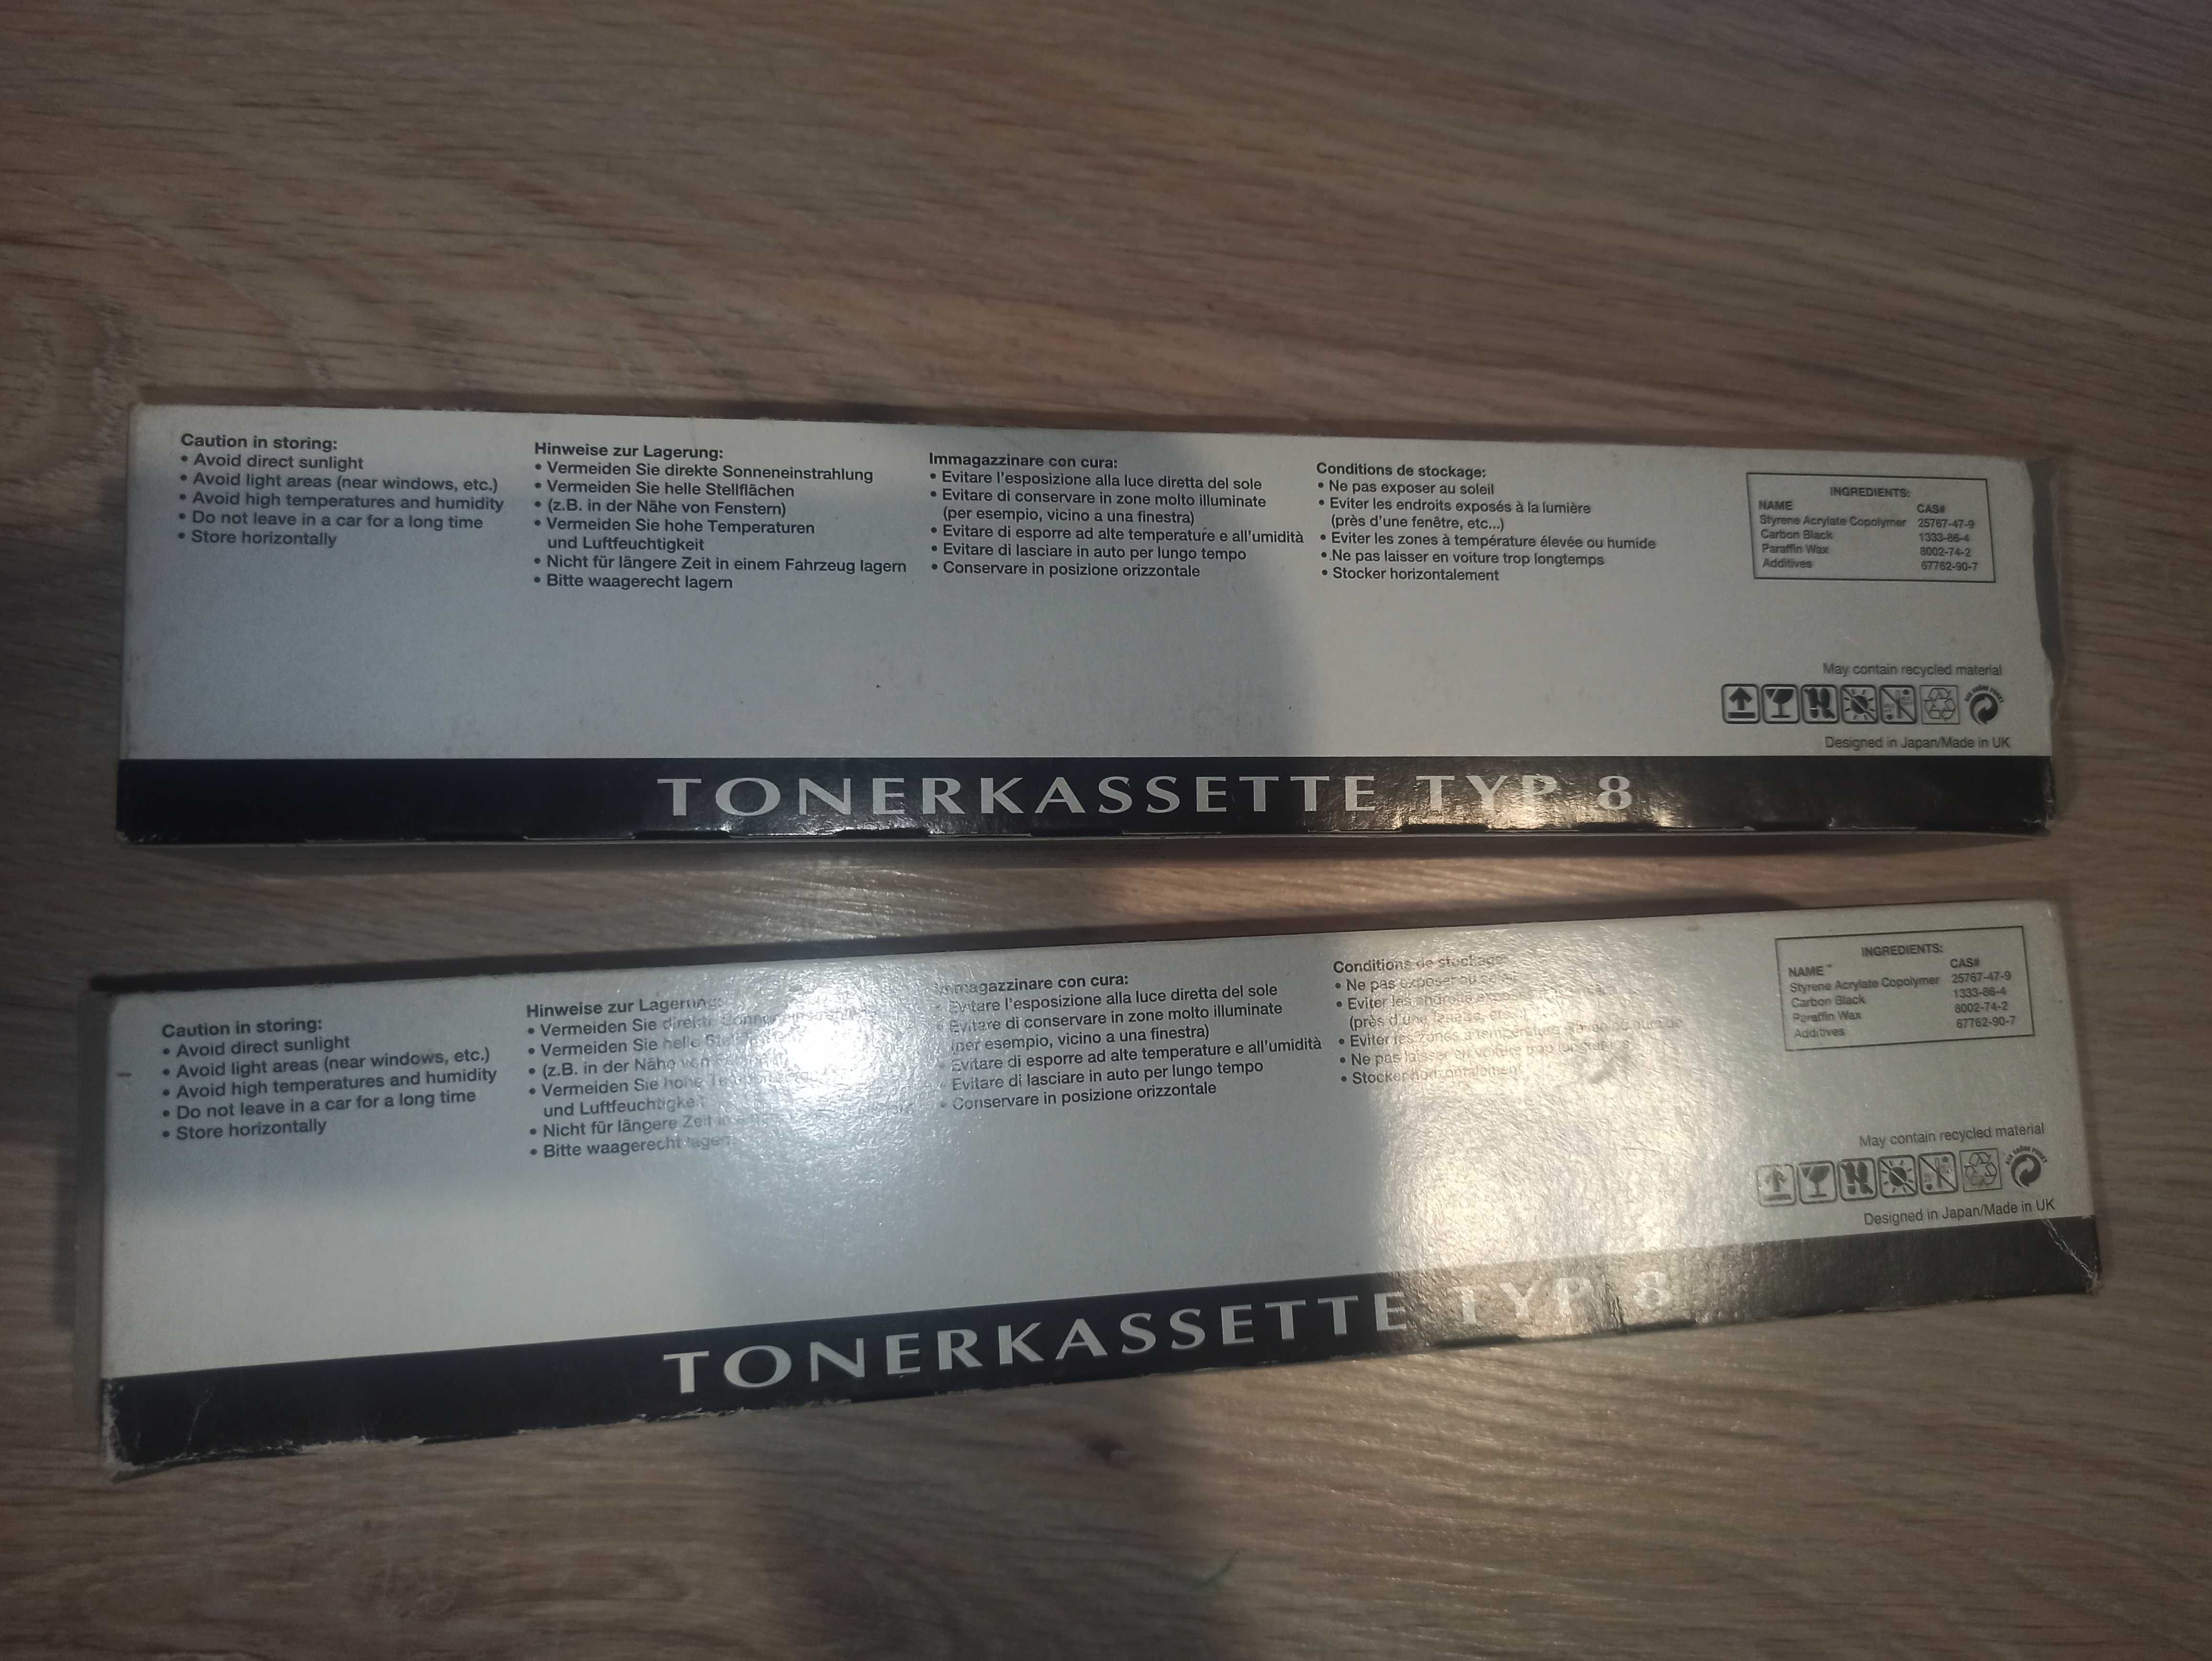 Caution in storing:
• Avoid direct sunlight
• Avoid light areas (near windows, etc.)
• Avoid high temperatures and humidity
• Do not leave in a car for a long time
• Store horizontally
Hinweise zur Lagerung:
• Vermeiden Sie direkte Sonneneinstrahlung
• Vermeiden Sie helle Stellflächen
• (z.B. in der Nähe von Fenstern)
• Vermeiden Sie hohe Temperaturen
und Luftfeuchtigkeit
• Nicht für längere Zeit in einem Fahrzeug lagern
• Bitte waagerecht lagern
Immagazzinare con cura:
• Evitare l'esposizione alla luce diretta del sole
• Evitare di conservare in zone molto illuminate
(per esempio, vicino a una finestra)
• Evitare di esporre ad alte temperature e all'umidità
• Evitare di lasciare in auto per lungo tempo
• Conservare in posizione orizzontale
Conditions de stockage:
• Ne pas exposer au soleil
• Eviter les endroits exposés à la lumière
(près d'une fenêtre, etc...)
• Eviter les zones à température élevée ou humide
• Ne pas laisser en voiture trop longtemps
• Stocker horizontalement
INGREDIENTS:
NAME CAS#
Styrene Acrylate Copolymer 25767-47-9
Carbon Black 1333-86-4
Paraffin Wax 8002-74-2
Additives 67762-90-7
May contain recycled material
Designed in Japan/Made in UK
TONERKASSETTE TYP 8
Caution in storing:
• Avoid direct sunlight
• Avoid light areas (near windows, etc.)
• Avoid high temperatures and humidity
• Do not leave in a car for a long time
• Store horizontally
Hinweise zur Lagerung:
• Vermeiden Sie direkte
• Vermeiden Sie helle
• (z.B. in der Nähe von
• Vermeiden Sie hohe
und Luftfeuchtigkeit
• Nicht für längere Zeit in
• Bitte waagerecht lagern
Immagazzinare con cura:
• Evitare l'esposizione alla luce diretta del sole
• Evitare di conservare in zone molto illuminate
(per esempio, vicino a una finestra)
• Evitare di esporre ad alte temperature e all'umidità
• Evitare di lasciare in auto per lungo tempo
• Conservare in posizione orizzontale
Conditions de stockage
• Ne pas exposer au soleil
• Eviter les endroits
(près d'une fenêtre,
• Eviter les zones à température
• Ne pas laisser en voiture trop longtemps
• Stocker horizontalement
INGREDIENTS:
NAME CAS#
Styrene Acrylate Copolymer 25767-47-9
Carbon Black 1333-86-4
Paraffin Wax 8002-74-2
Additives 67762-90-7
May contain recycled material
Designed in Japan/Made in UK
TONERKASSETTE TYP 8